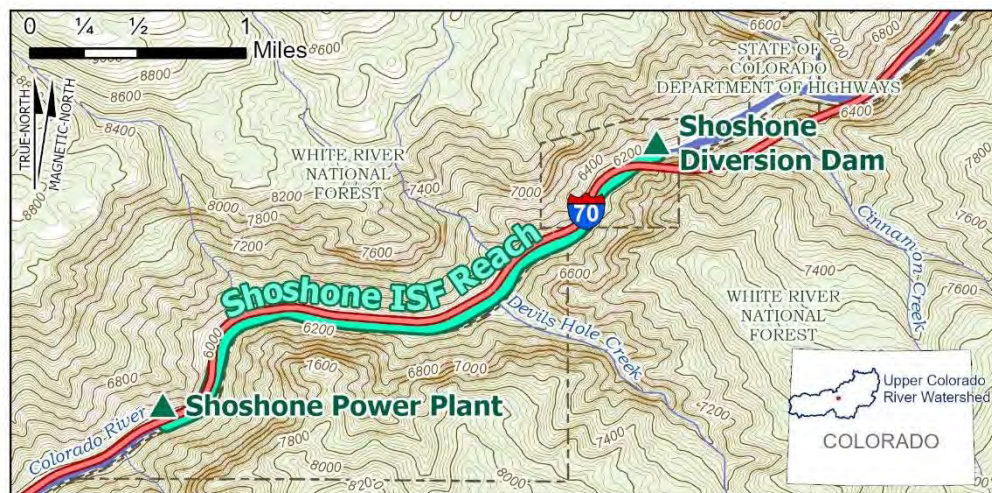 0 ¼ ½ 1
Miles
TRUE-NORTH
MAGNETIC-NORTH
STATE OF
COLORADO
DEPARTMENT OF HIGHWAYS
Shoshone
Diversion Dam
WHITE RIVER
NATIONAL
FOREST
70
Shoshone ISF Reach
Devils Hole Creek
Cinnamon Creek
WHITE RIVER
NATIONAL
FOREST
Shoshone Power Plant
Colorado River
Upper Colorado
River Watershed
COLORADO
8800
8600
8400
8800
8000
8200
7800
7200
7600
7400
7000
6400
6200
6600
7000
6800
6400
7800
8000
7600
7400
7600
6600
6000
6200
6800
7600
7000
7200
7400
7800
8000
8000